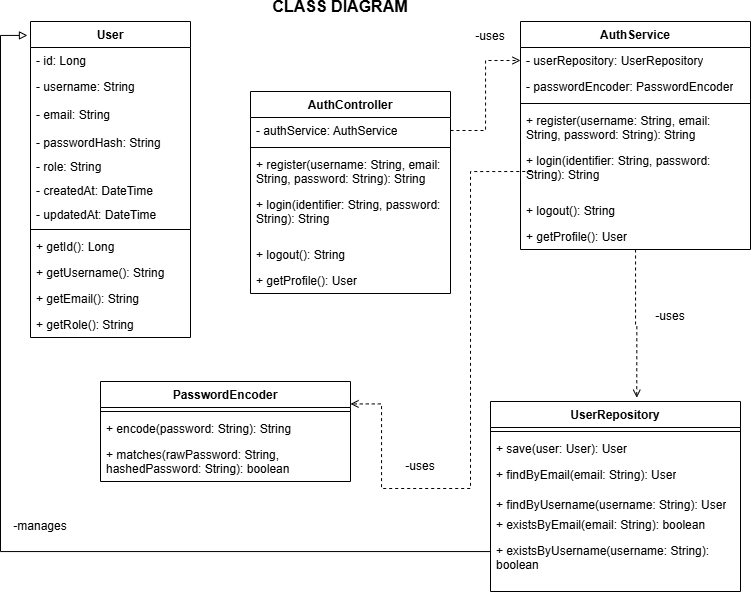 CLASS DIAGRAM
User
- id: Long
- username: String
- email: String
- passwordHash: String
- role: String
- createdAt: DateTime
- updatedAt: DateTime
+ getId(): Long
+ getUsername(): String
+ getEmail(): String
+ getRole(): String
AuthController
- authService: AuthService
+ register(username: String, email:
String, password: String): String
+ login(identifier: String, password:
String): String
+ logout(): String
+ getProfile(): User
-uses
AuthService
- userRepository: UserRepository
- passwordEncoder: PasswordEncoder
+ register(username: String, email:
String, password: String): String
+ login(identifier: String, password:
String): String
+ logout(): String
+ getProfile(): User
-uses
PasswordEncoder
+ encode(password: String): String
+ matches(rawPassword: String,
hashedPassword: String): boolean
-uses
UserRepository
+ save(user: User): User
+ findByEmail(email: String): User
+ findByUsername(username: String): User
+ existsByEmail(email: String): boolean
+ existsByUsername(username: String):
boolean
-manages